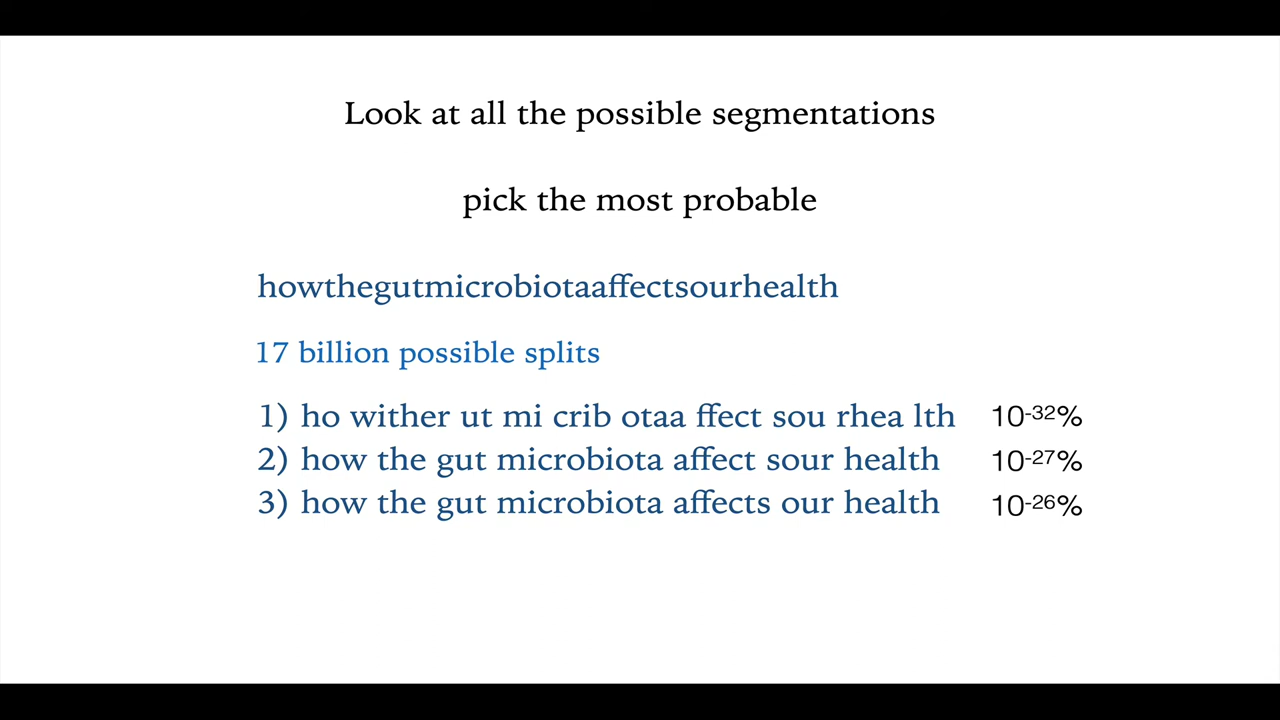 Look at all the possible segmentations
pick the most probable
howthegutmicrobiotaaffectsourhealth
17 billion possible splits
1) ho wither ut mi crib otaa ffect sou rhea lth 10⁻³²%
2) how the gut microbiota affect sour health 10⁻²⁷%
3) how the gut microbiota affects our health 10⁻²⁶%